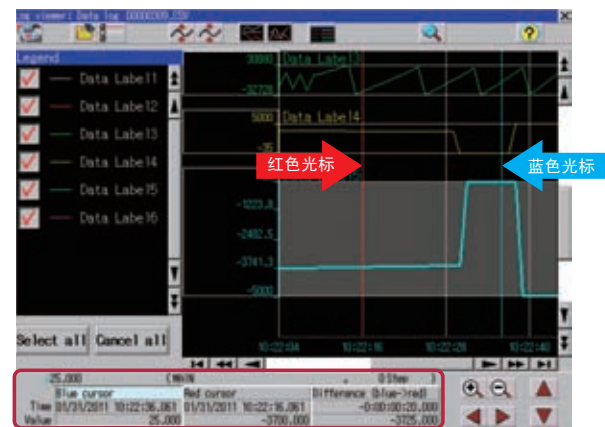 Log viewer1 Data log 00000309.CSV
Legend
Data Label1
Data Label2
Data Label3
Data Label4
Data Label5
Data Label6
Select all
Cancel all
30000
Data Label3
-32728
5000
Data Label4
-35
红色光标
蓝色光标
-1223.8
-2482.5
-3741.3
-5000
10:22:04
10:22:16
10:22:28
10:22:40
25.000
Blue cursor
Red cursor
Difference (Blue->red)
Time
01/31/2011 10:22:36.061
01/31/2011 10:22:16.061
-0:00:00:20.000
Value
25.000
-3700.000
-3725.000